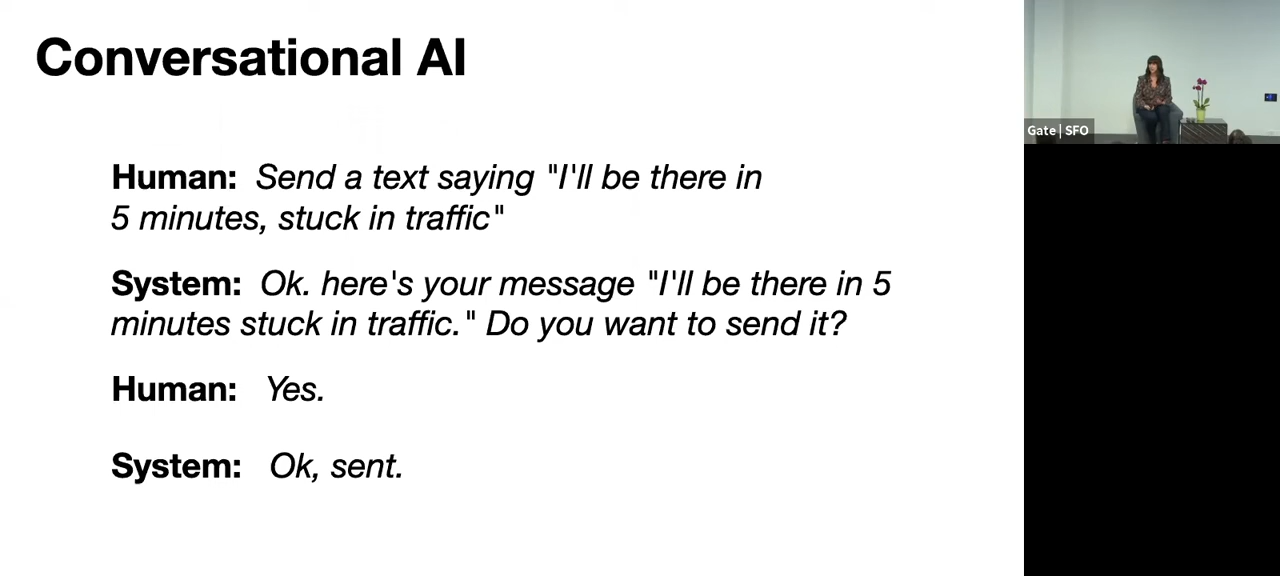 Conversational AI
Human: Send a text saying "I'll be there in
5 minutes, stuck in traffic"
System: Ok. here's your message "I'll be there in 5
minutes stuck in traffic." Do you want to send it?
Human: Yes.
System: Ok, sent.
Gate | SFO